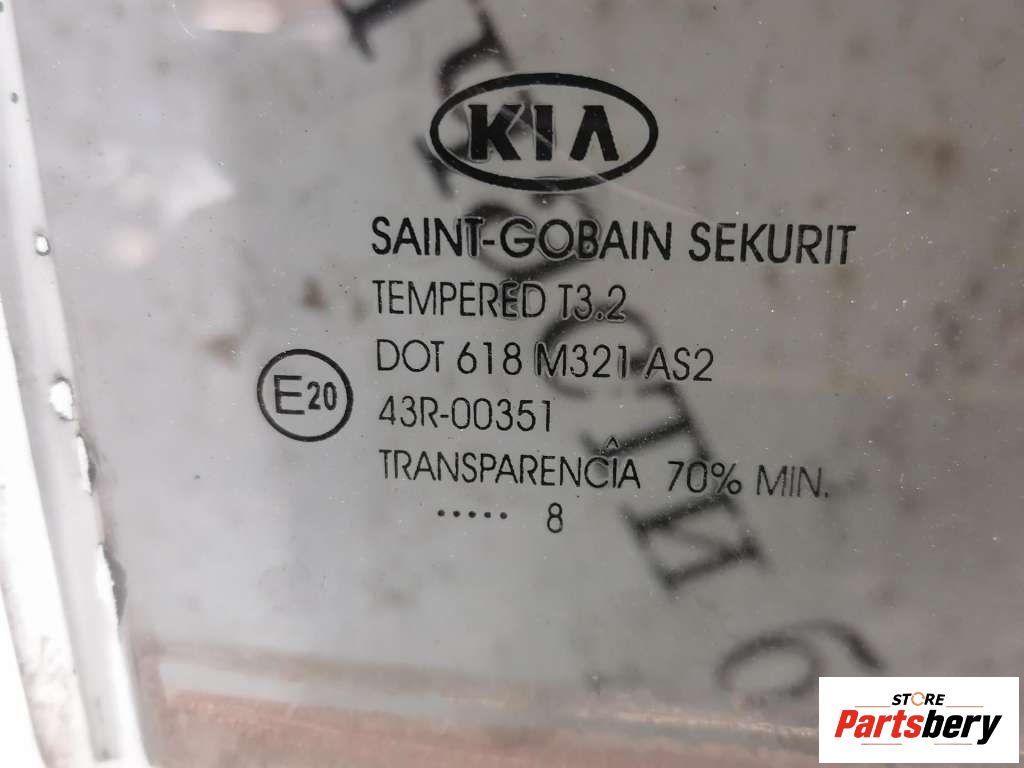 KIA
SAINT-GOBAIN SEKURIT
TEMPERED T3.2
DOT 618 M321 AS2
E20
43R-00351
TRANSPARENCÎA 70% MIN.
..... 8
STORE
Partsbery